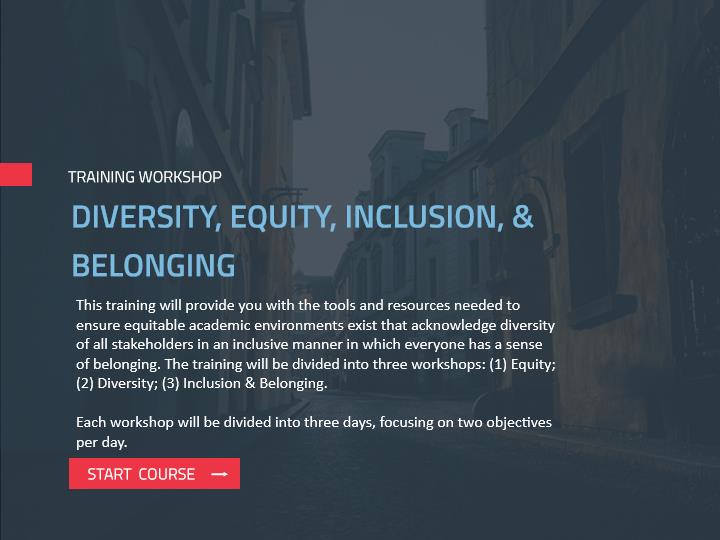 TRAINING WORKSHOP
DIVERSITY, EQUITY, INCLUSION, &
BELONGING
This training will provide you with the tools and resources needed to
ensure equitable academic environments exist that acknowledge diversity
of all stakeholders in an inclusive manner in which everyone has a sense
of belonging. The training will be divided into three workshops: (1) Equity;
(2) Diversity; (3) Inclusion & Belonging.
Each workshop will be divided into three days, focusing on two objectives
per day.
START COURSE →